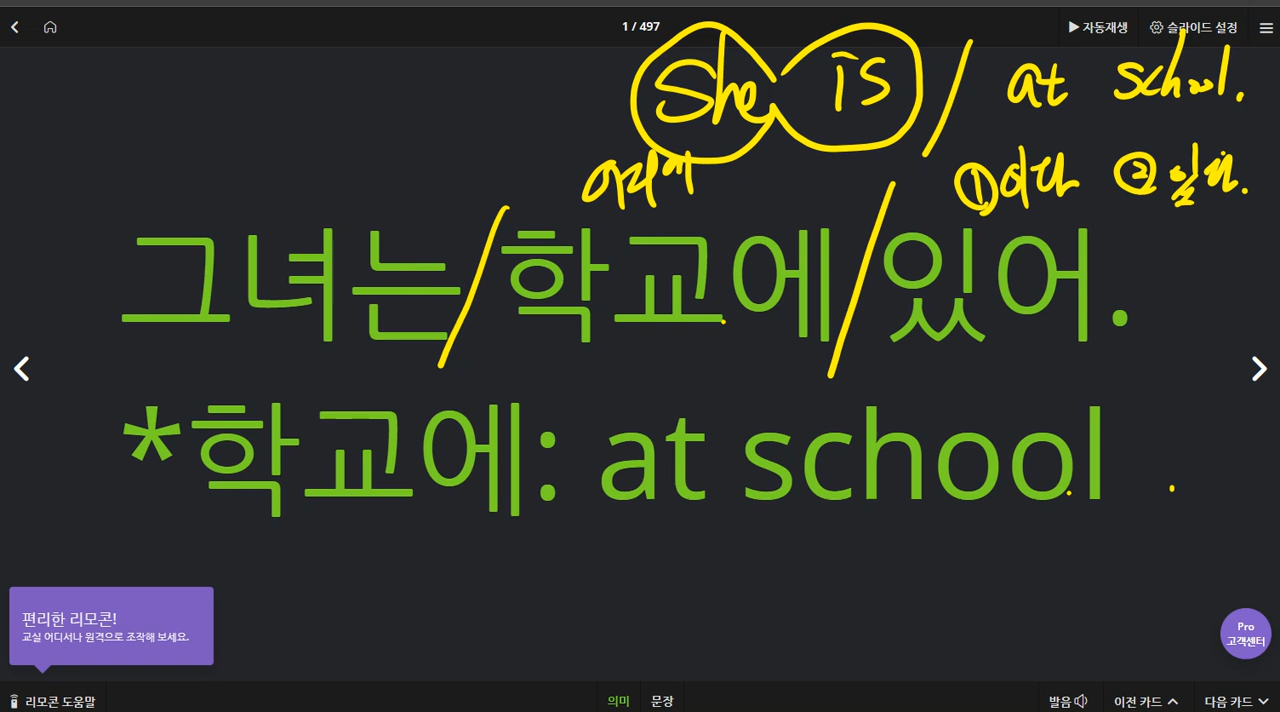 1 / 497
자동재생
슬라이드 설정
She is / at school.
①이다 ②있다.
그녀는/학교에/있어.
*학교에: at school
편리한 리모콘!
교실 어디서나 원격으로 조작해 보세요.
Pro
고객센터
리모콘 도움말
의미
문장
발음
이전 카드
다음 카드